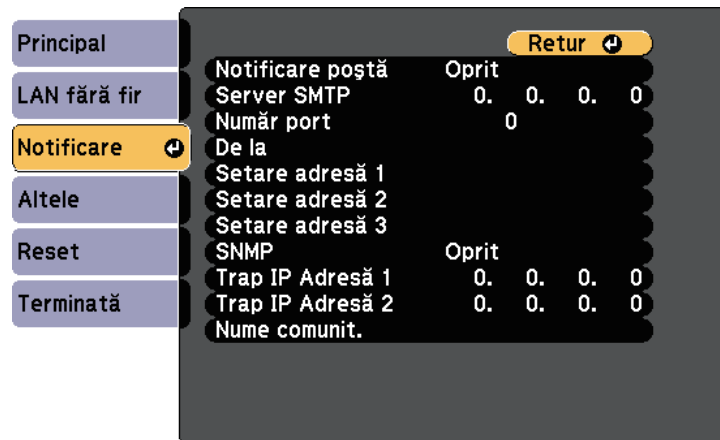 Principal
LAN fără fir
Notificare
Altele
Reset
Terminată
Retur
Notificare poștă Oprit
Server SMTP 0. 0. 0. 0
Număr port 0
De la
Setare adresă 1
Setare adresă 2
Setare adresă 3
SNMP Oprit
Trap IP Adresă 1 0. 0. 0. 0
Trap IP Adresă 2 0. 0. 0. 0
Nume comunit.